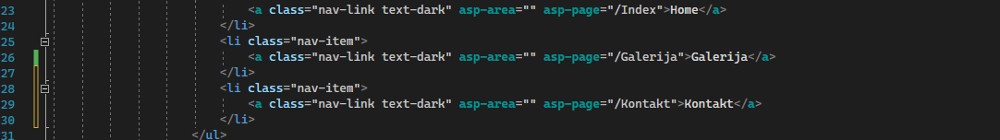 23 <a class="nav-link text-dark" asp-area="" asp-page="/Index">Home</a>
24 </li>
25 <li class="nav-item">
26 <a class="nav-link text-dark" asp-area="" asp-page="/Galerija">Galerija</a>
27 </li>
28 <li class="nav-item">
29 <a class="nav-link text-dark" asp-area="" asp-page="/Kontakt">Kontakt</a>
30 </li>
31 </ul>